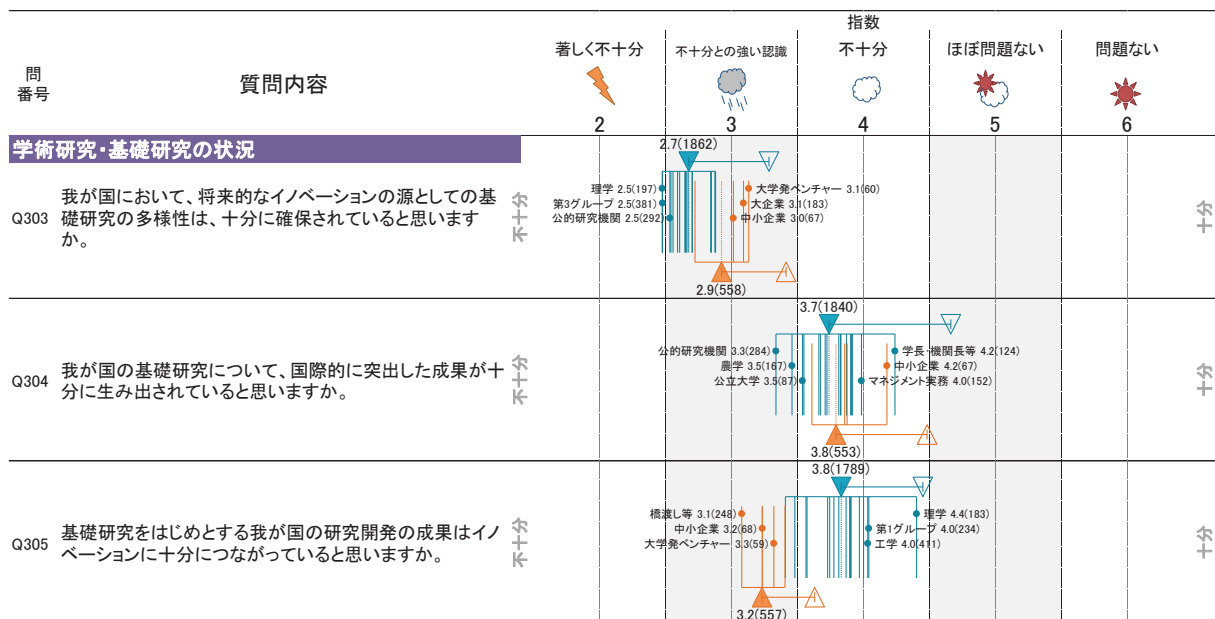 指数
著しく不十分
不十分との強い認識
不十分
ほぼ問題ない
問題ない
問
番号
質問内容
2
3
4
5
6
学術研究・基礎研究の状況
Q303
我が国において、将来的なイノベーションの源としての基
礎研究の多様性は、十分に確保されていると思います
か。
不十分
十分
2.7(1862)
理学 2.5(197)
第3グループ 2.5(381)
公的研究機関 2.5(292)
大学発ベンチャー 3.1(60)
大企業 3.1(183)
中小企業 3.0(67)
2.9(558)
Q304
我が国の基礎研究について、国際的に突出した成果が十
分に生み出されていると思いますか。
不十分
十分
3.7(1840)
公的研究機関 3.3(284)
農学 3.5(167)
公立大学 3.5(87)
学長・機関長等 4.2(124)
中小企業 4.2(67)
マネジメント実務 4.0(152)
3.8(553)
Q305
基礎研究をはじめとする我が国の研究開発の成果はイノ
ベーションに十分につながっていると思いますか。
不十分
十分
3.8(1789)
橋渡し等 3.1(248)
中小企業 3.2(68)
大学発ベンチャー 3.3(59)
理学 4.4(183)
第1グループ 4.0(234)
工学 4.0(411)
3.2(557)